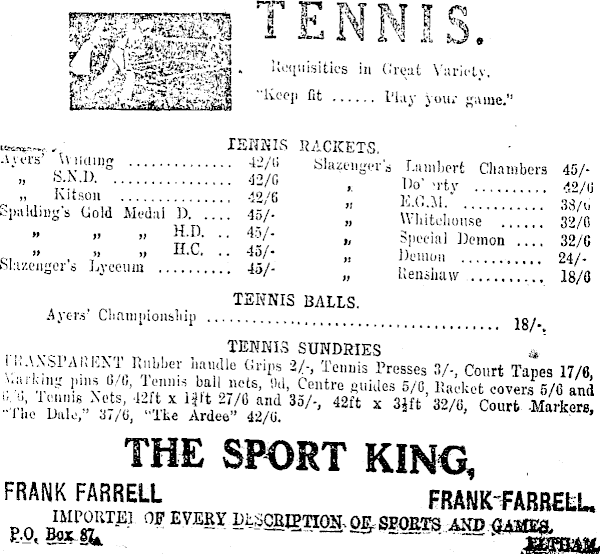 TENNIS.
Requisities in Great Variety.
"Keep fit ...... Play your game."
TENNIS RACKETS.
Ayers' Wilding .............. 42/6
„ S.N.D. ................ 42/6
„ Kitson ................ 42/6
Spalding's Gold Medal D. .... 45/-
„ „ „ H.D. .. 45/-
„ „ „ H.C. .. 45/-
Slazenger's Lyceum .......... 45/-
Slazenger's Lambert Chambers 45/-
„ Do erty .......... 42/6
„ E.G.M. ........... 38/6
„ Whitehouse ...... 32/6
„ Special Demon .... 32/6
„ Demon ........... 24/-
„ Renshaw ......... 18/6
TENNIS BALLS.
Ayers' Championship ....................................... 18/-.
TENNIS SUNDRIES
TRANSPARENT Rubber handle Grips 2/-, Tennis Presses 3/-, Court Tapes 17/6,
Marking pins 6/6, Tennis ball nets, 9d, Centre guides 5/6, Racket covers 5/6 and
6/6, Tennis Nets, 42ft x 1¾ft 27/6 and 35/-, 42ft x 3½ft 32/6, Court Markers,
"The Dale," 37/6, "Tke Ardee" 42/6.
THE SPORT KING,
FRANK FARRELL FRANK FARRELL.
IMPORTER OF EVERY DESCRIPTION OF SPORTS AND GAMES.
P.O. Box 87. ELTHAM.